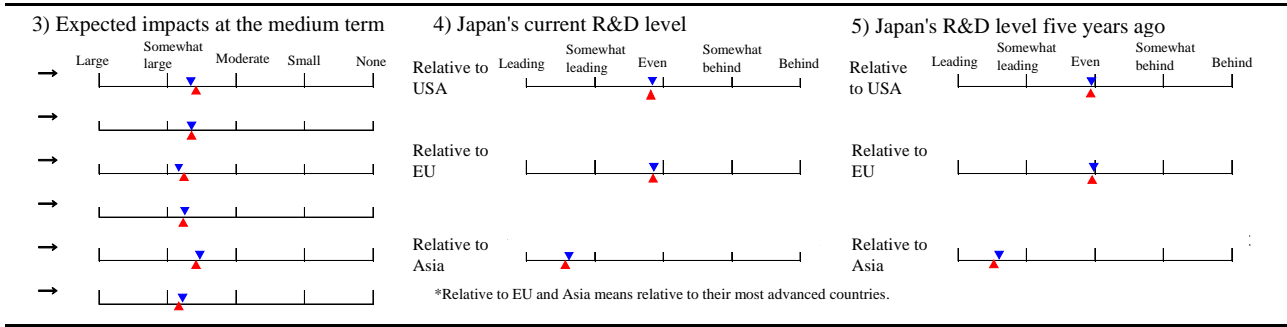 3) Expected impacts at the medium term
Large
Somewhat
large
Moderate
Small
None
→
→
→
→
→
→
4) Japan's current R&D level
Relative to
USA
Leading
Somewhat
leading
Even
Somewhat
behind
Behind
Relative to
EU
Relative to
Asia
*Relative to EU and Asia means relative to their most advanced countries.
5) Japan's R&D level five years ago
Relative
to USA
Leading
Somewhat
leading
Even
Somewhat
behind
Behind
Relative to
EU
Relative to
Asia